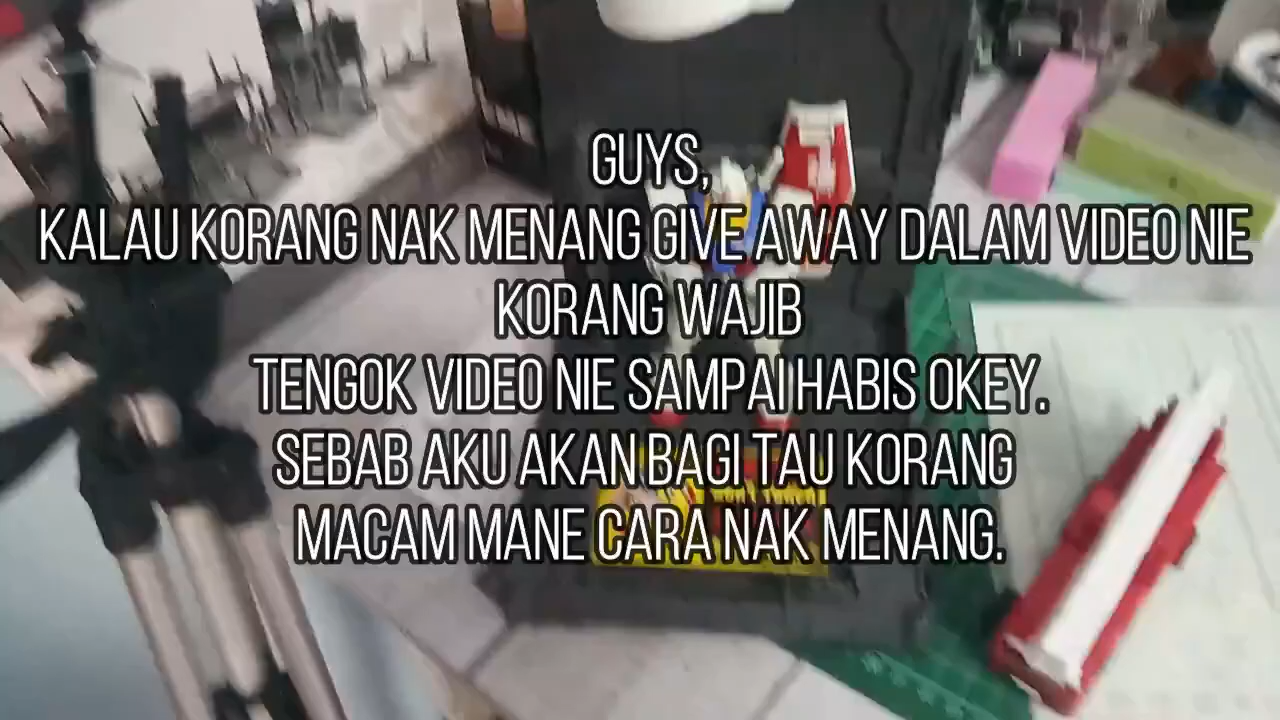 GUYS,
KALAU KORANG NAK MENANG GIVE AWAY DALAM VIDEO NIE
KORANG WAJIB
TENGOK VIDEO NIE SAMPAI HABIS OKEY.
SEBAB AKU AKAN BAGI TAU KORANG
MACAM MANE CARA NAK MENANG.